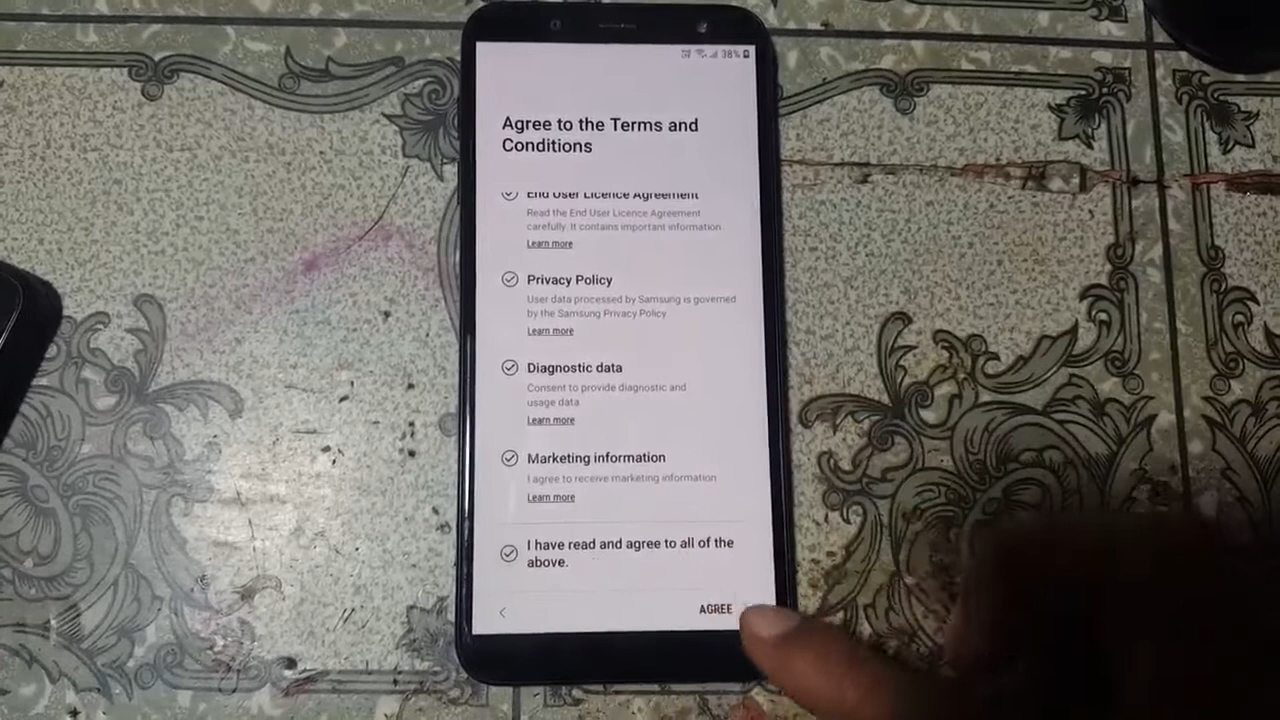 38%
Agree to the Terms and
Conditions
End User Licence Agreement
Read the End User Licence Agreement
carefully. It contains important information.
Learn more
Privacy Policy
User data processed by Samsung is governed
by the Samsung Privacy Policy.
Learn more
Diagnostic data
Consent to provide diagnostic and
usage data.
Learn more
Marketing information
I agree to receive marketing information.
Learn more
I have read and agree to all of the
above.
AGREE